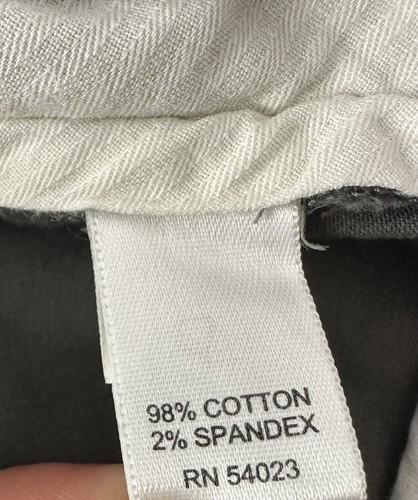 98% COTTON
2% SPANDEX
RN 54023